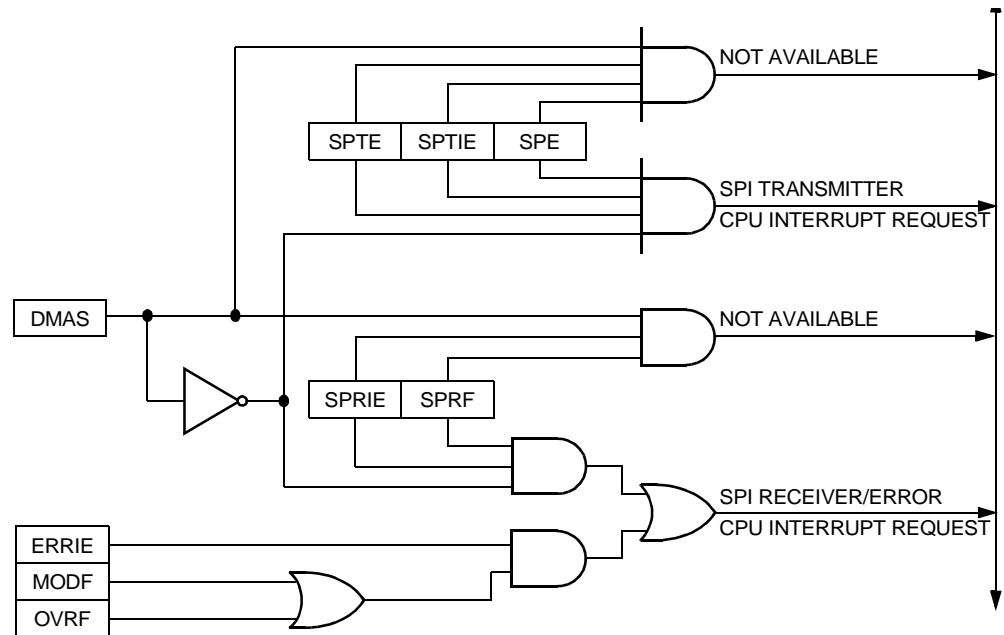 NOT AVAILABLE
SPTE SPTIE SPE
SPI TRANSMITTER
CPU INTERRUPT REQUEST
DMAS
NOT AVAILABLE
SPRIE SPRF
SPI RECEIVER/ERROR
CPU INTERRUPT REQUEST
ERRIE
MODF
OVRF